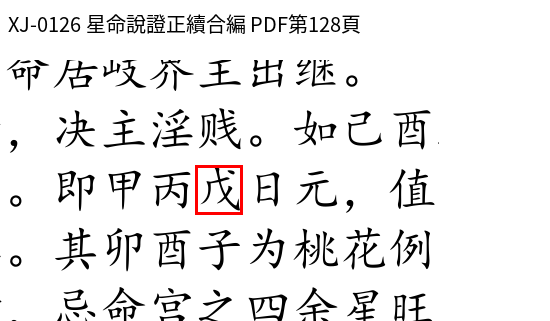 XJ-0126 星命說證正續合編 PDF第128頁
命居岐界主出继。
，决主淫贱。如己酉
。即甲丙戊日元，值
。其卯酉子为桃花例
忌命宫之四余星旺